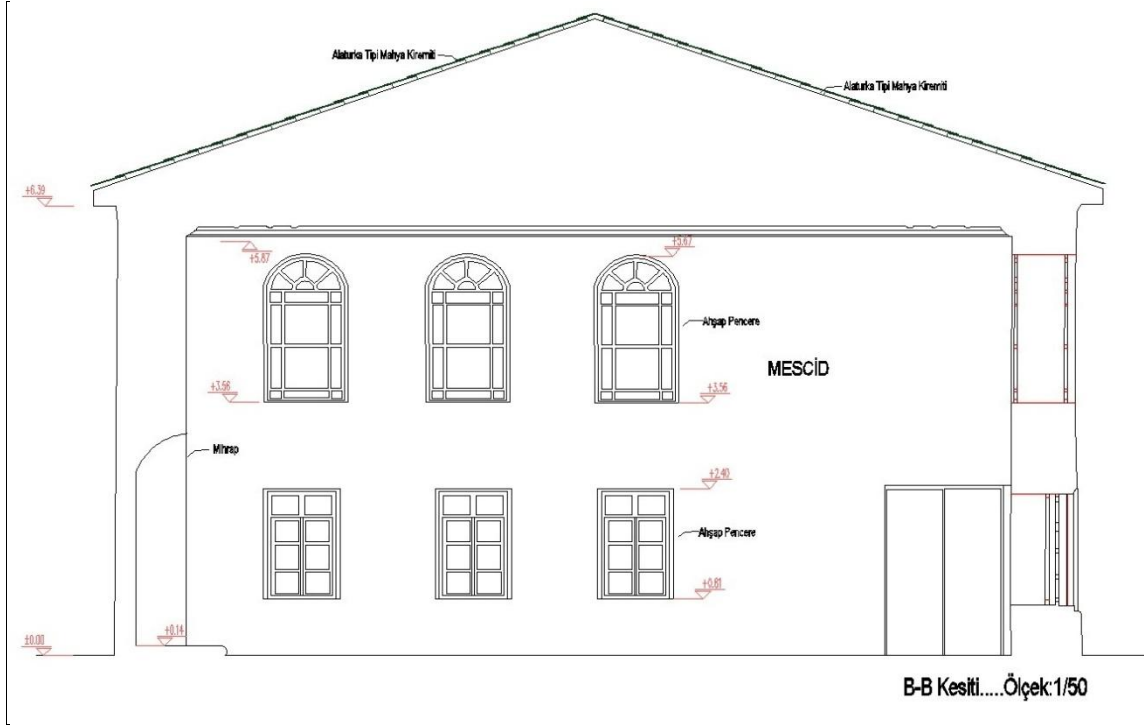 Alaturka Tipi Mahya Kiremiti
Alaturka Tipi Mahya Kiremiti
+6.39
+5.87
+5.67
Ahşap Pencere
MESCİD
+3.56
+3.56
Mihrap
+2.40
Ahşap Pencere
+0.61
+0.14
±0.00
B-B Kesiti.....Ölçek:1/50